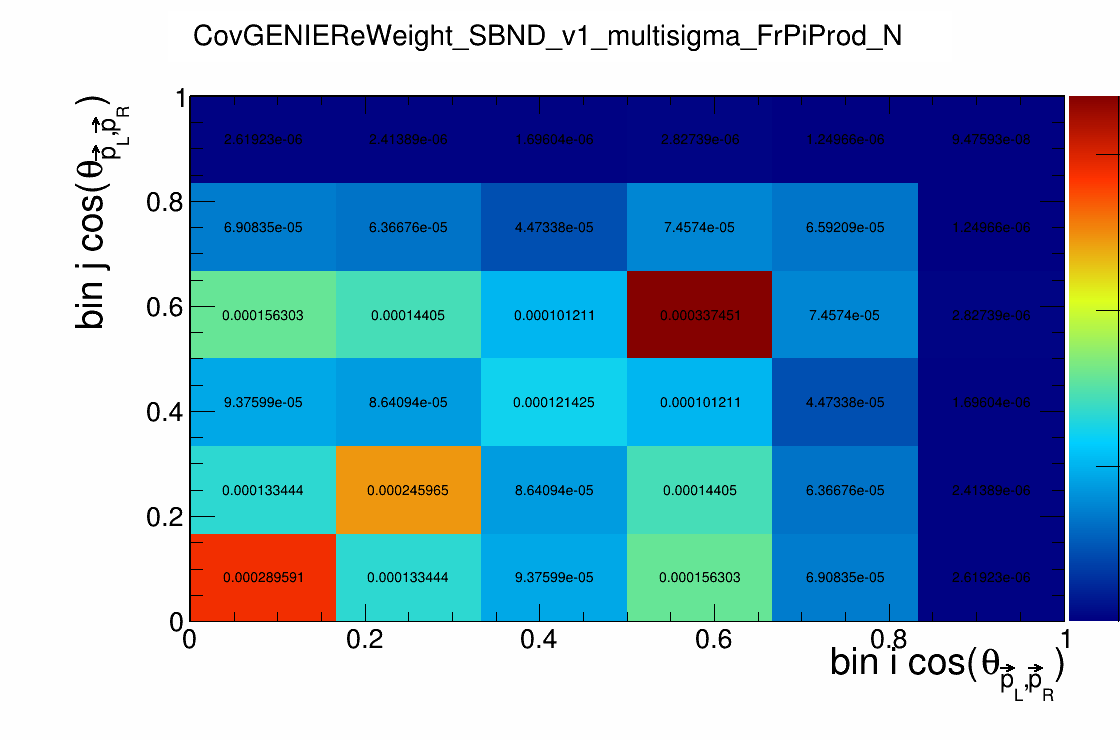 CovGENIEReWeight_SBND_v1_multisigma_FrPiProd_N
bin j cos(θ p⃗L,p⃗R)
1
0.8
0.6
0.4
0.2
0
2.61923e-06 2.41389e-06 1.69604e-06 2.82739e-06 1.24966e-06 9.47593e-08
6.90835e-05 6.36676e-05 4.47338e-05 7.4574e-05 6.59209e-05 1.24966e-06
0.000156303 0.00014405 0.000101211 0.000337451 7.4574e-05 2.82739e-06
9.37599e-05 8.64094e-05 0.000121425 0.000101211 4.47338e-05 1.69604e-06
0.000133444 0.000245965 8.64094e-05 0.00014405 6.36676e-05 2.41389e-06
0.000289591 0.000133444 9.37599e-05 0.000156303 6.90835e-05 2.61923e-06
0 0.2 0.4 0.6 0.8 1
bin i cos(θ p⃗L,p⃗R)